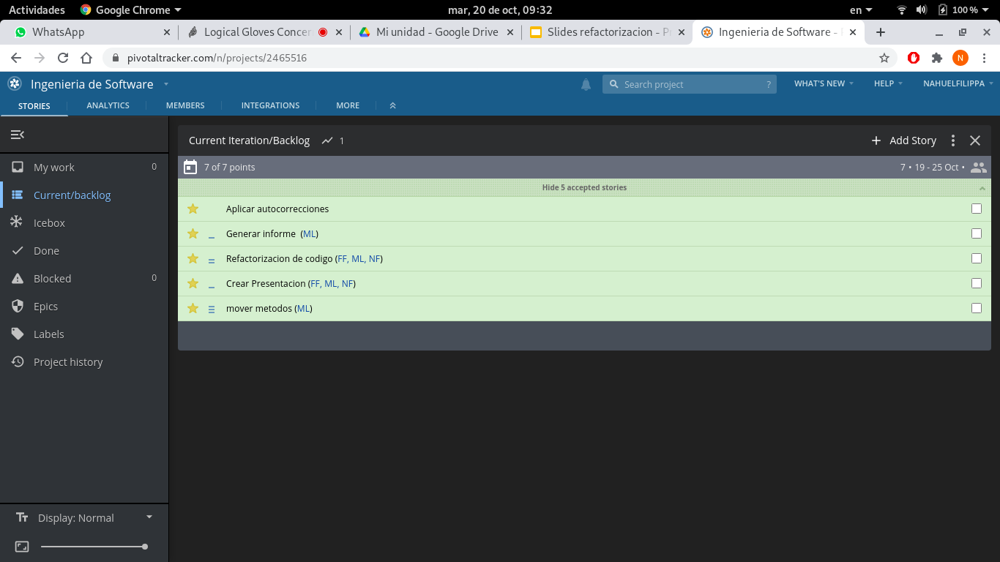 Actividades Google Chrome mar, 20 de oct, 09:32 en 100 %
WhatsApp Logical Gloves Concer Mi unidad - Google Drive Slides refactorizacion - P Ingenieria de Software -
pivotaltracker.com/n/projects/2465516 N
Ingenieria de Software Search project ? WHAT'S NEW HELP NAHUELFILIPPA
STORIES ANALYTICS MEMBERS INTEGRATIONS MORE
Current Iteration/Backlog 1 + Add Story
My work 0
7 of 7 points 7 • 19 - 25 Oct •
Hide 5 accepted stories
Current/backlog
Aplicar autocorrecciones
Icebox
Generar informe (ML)
Done
Refactorizacion de codigo (FF, ML, NF)
Blocked 0
Crear Presentacion (FF, ML, NF)
Epics
mover metodos (ML)
Labels
Project history
Display: Normal